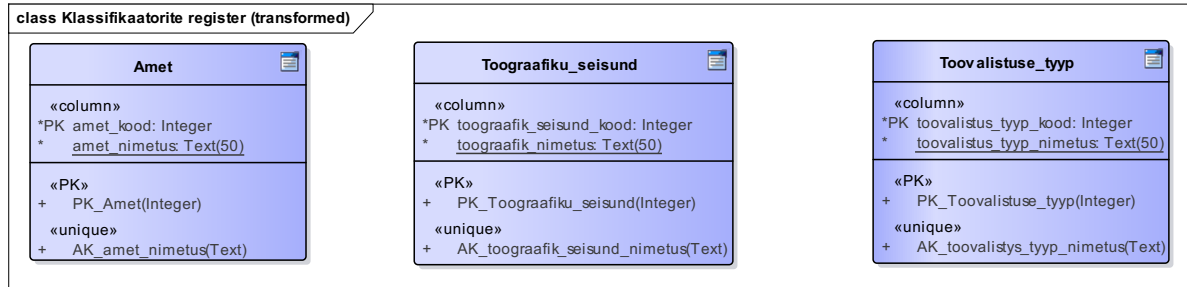 class Klassifikaatorite register (transformed)
Amet
«column»
*PK amet_kood: Integer
* amet_nimetus: Text(50)
«PK»
+ PK_Amet(Integer)
«unique»
+ AK_amet_nimetus(Text)
Toograafiku_seisund
«column»
*PK toograafik_seisund_kood: Integer
* toograafik_nimetus: Text(50)
«PK»
+ PK_Toograafiku_seisund(Integer)
«unique»
+ AK_toograafik_seisund_nimetus(Text)
Toovalistuse_tyyp
«column»
*PK toovalistus_tyyp_kood: Integer
* toovalistus_tyyp_nimetus: Text(50)
«PK»
+ PK_Toovalistuse_tyyp(Integer)
«unique»
+ AK_toovalistys_tyyp_nimetus(Text)